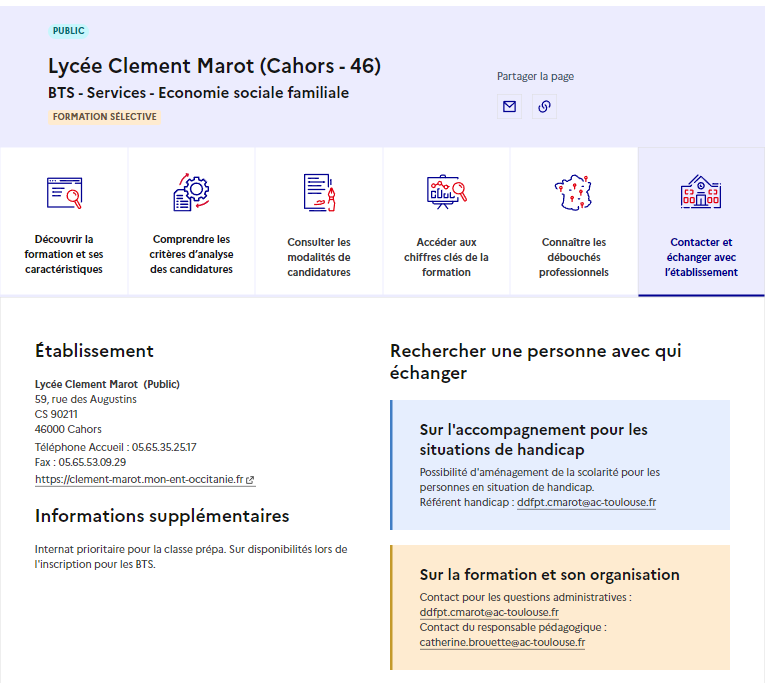 PUBLIC
Lycée Clement Marot (Cahors - 46)
BTS - Services - Economie sociale familiale
FORMATION SÉLECTIVE
Partager la page
Découvrir la
formation et ses
caractéristiques
Comprendre les
critères d'analyse
des candidatures
Consulter les
modalités de
candidatures
Accéder aux
chiffres clés de la
formation
Connaître les
débouchés
professionnels
Contacter et
échanger avec
l'établissement
Établissement
Lycée Clement Marot (Public)
59, rue des Augustins
CS 90211
46000 Cahors
Téléphone Accueil : 05.65.35.25.17
Fax : 05.65.53.09.29
https://clement-marot.mon-ent-occitanie.fr
Informations supplémentaires
Internat prioritaire pour la classe prépa. Sur disponibilités lors de
l'inscription pour les BTS.
Rechercher une personne avec qui
échanger
Sur l'accompagnement pour les
situations de handicap
Possibilité d'aménagement de la scolarité pour les
personnes en situation de handicap.
Référent handicap : ddfpt.cmarot@ac-toulouse.fr
Sur la formation et son organisation
Contact pour les questions administratives :
ddfpt.cmarot@ac-toulouse.fr
Contact du responsable pédagogique :
catherine.brouette@ac-toulouse.fr